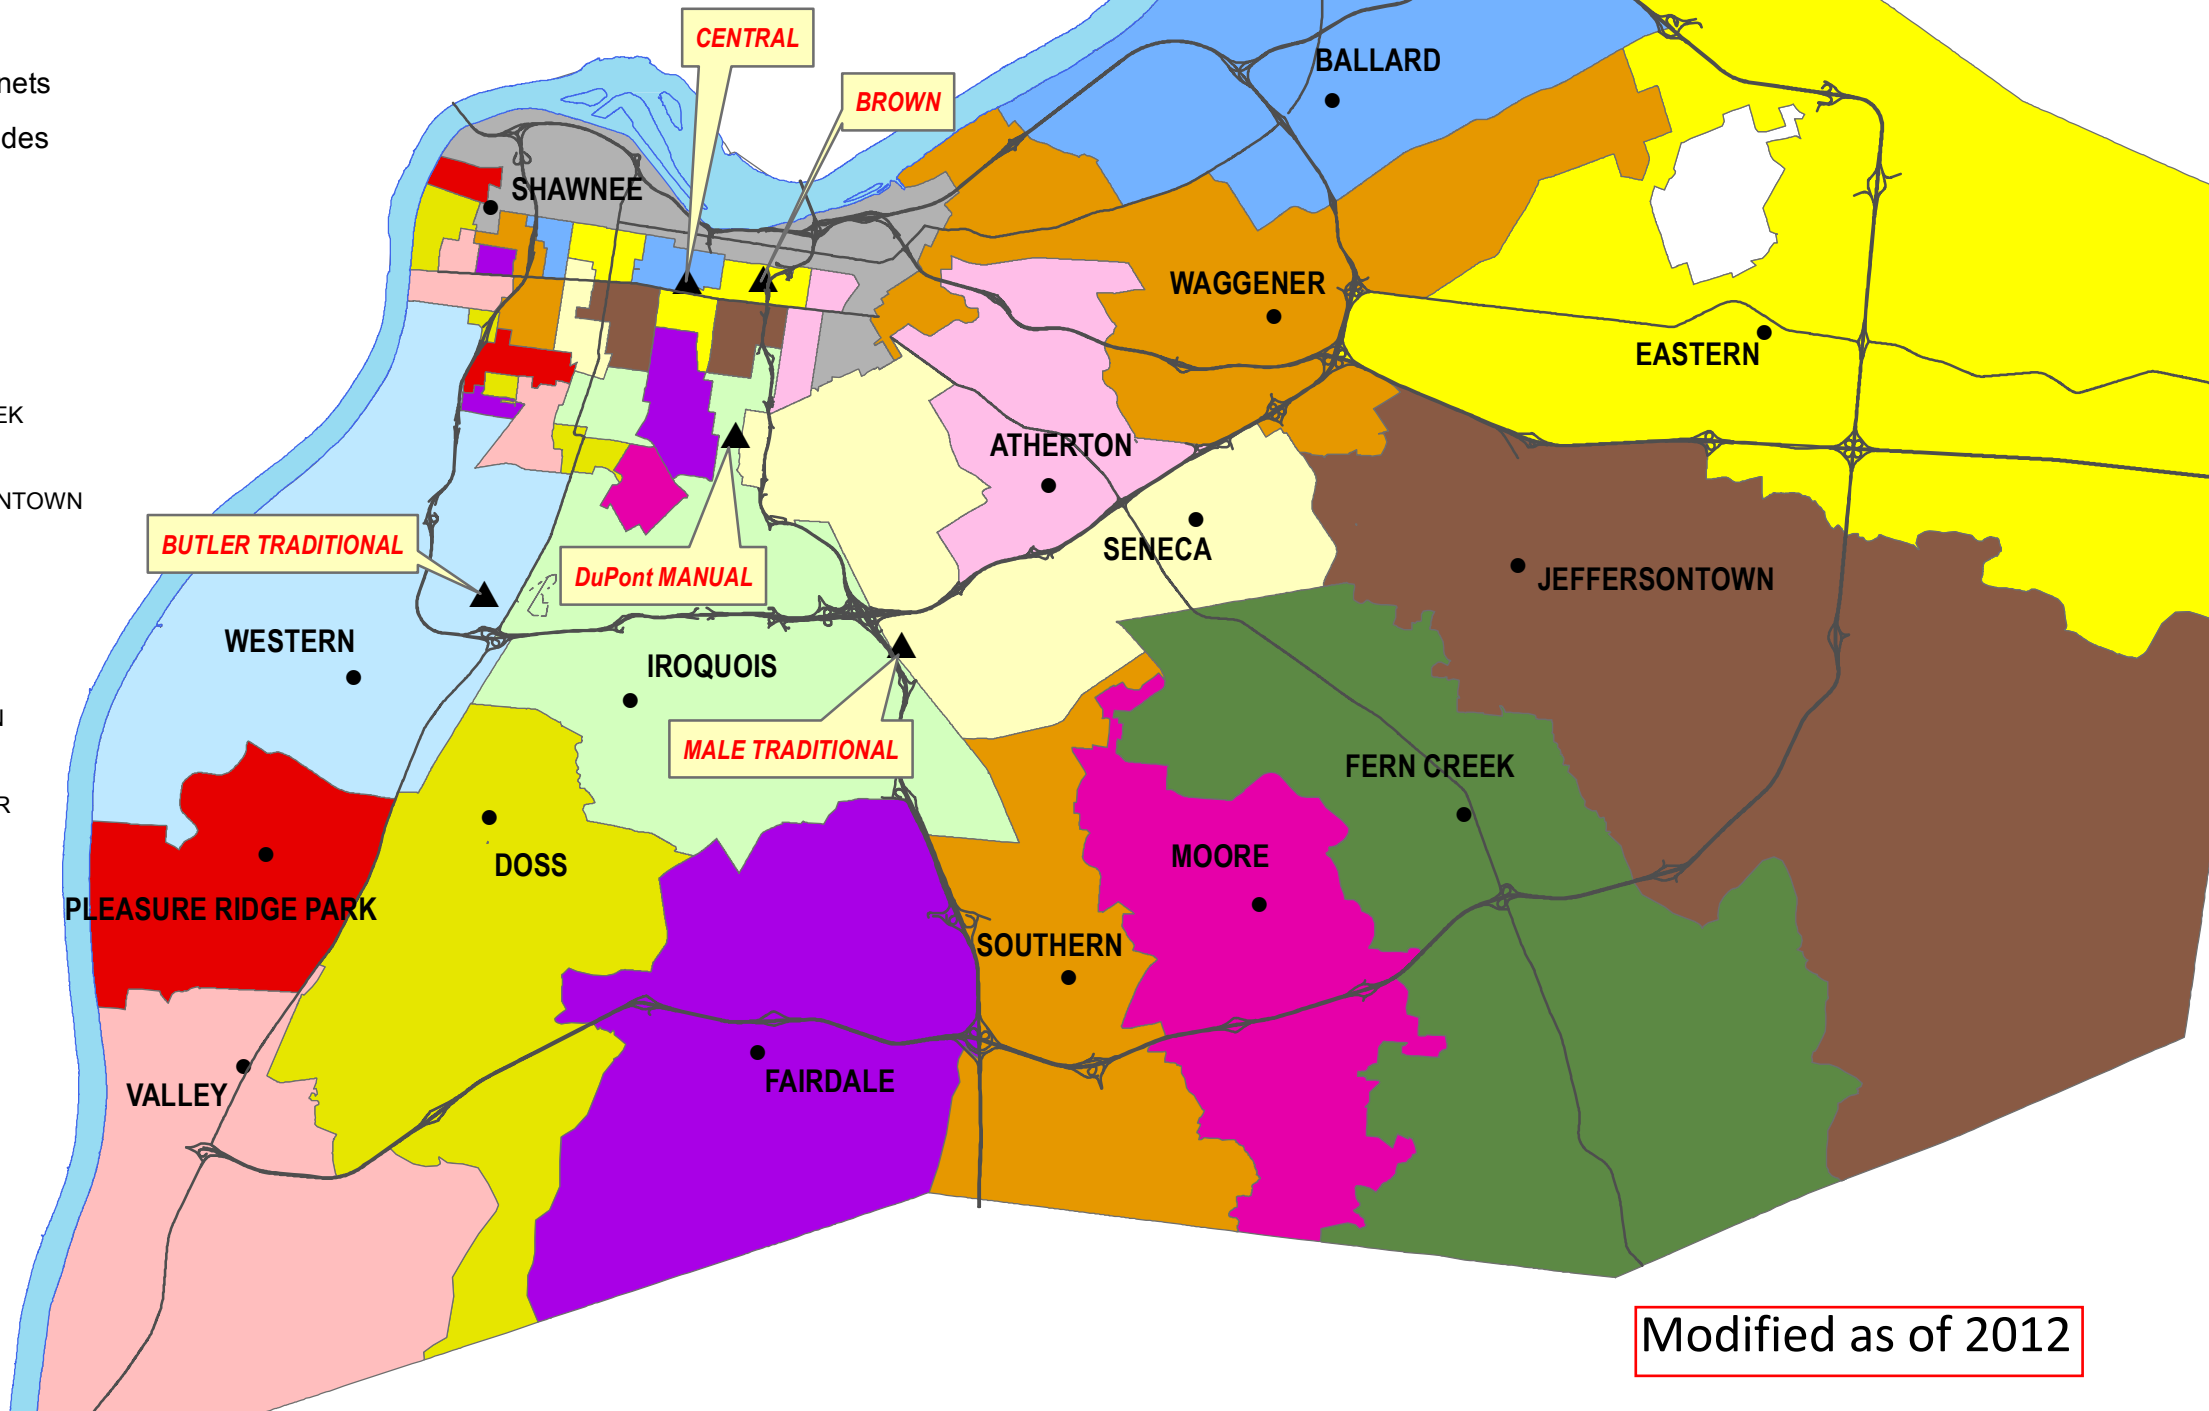 CENTRAL
BALLARD
nets
BROWN
des
SHAWNEE
WAGGENER
EASTERN
EK
ATHERTON
NTOWN
BUTLER TRADITIONAL
SENECA
DuPont MANUAL
JEFFERSONTOWN
WESTERN
IROQUOIS
N
MALE TRADITIONAL
FERN CREEK
R
DOSS
MOORE
PLEASURE RIDGE PARK
SOUTHERN
FAIRDALE
VALLEY
Modified as of 2012